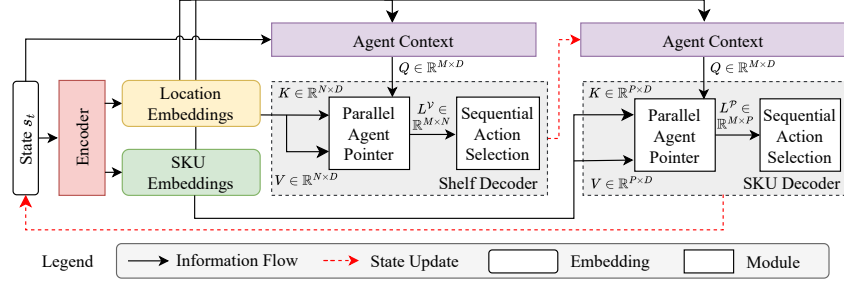 Agent Context
Agent Context
Q ∈ ℝ^{M×D}
Q ∈ ℝ^{M×D}
State s_t
Encoder
Location
Embeddings
SKU
Embeddings
K ∈ ℝ^{N×D}
V ∈ ℝ^{N×D}
Parallel
Agent
Pointer
L^𝒱 ∈
ℝ^{M×N}
Sequential
Action
Selection
Shelf Decoder
K ∈ ℝ^{P×D}
V ∈ ℝ^{P×D}
Parallel
Agent
Pointer
L^𝒫 ∈
ℝ^{M×P}
Sequential
Action
Selection
SKU Decoder
Legend
Information Flow
State Update
Embedding
Module